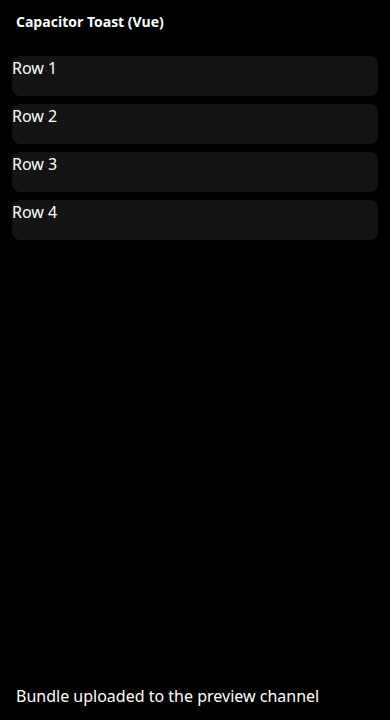 Capacitor Toast (Vue)
Row 1
Row 2
Row 3
Row 4
Bundle uploaded to the preview channel